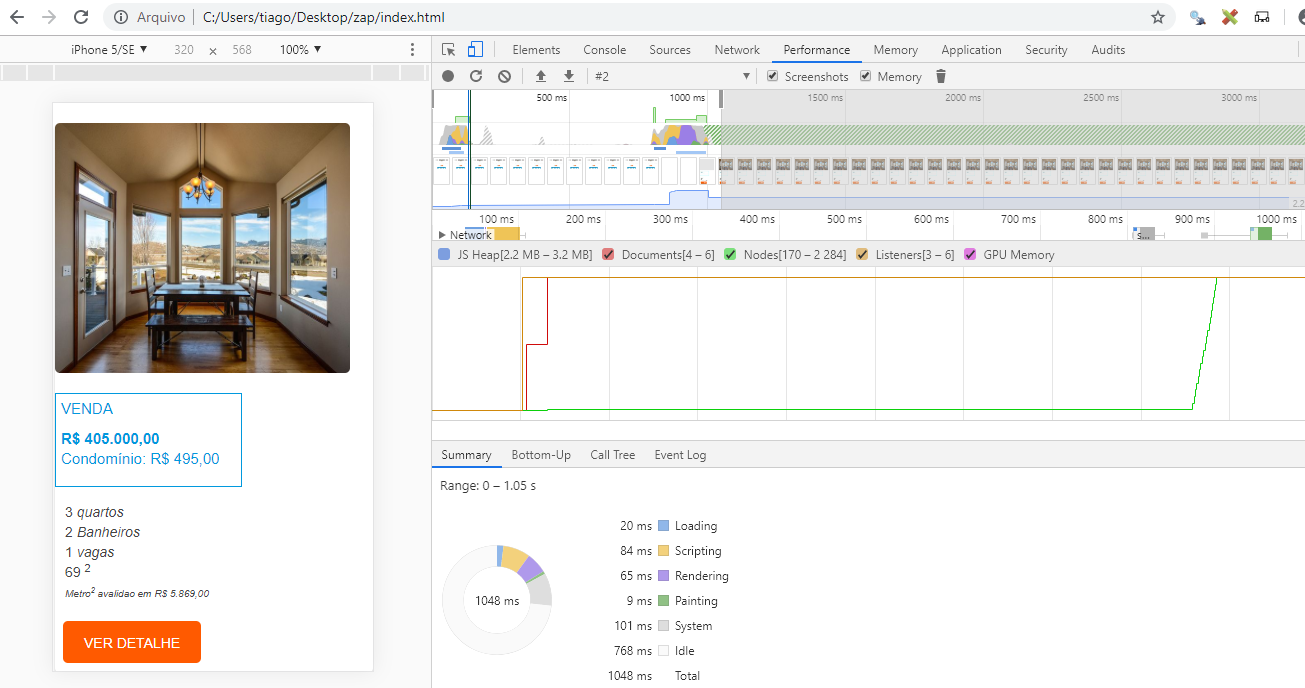 Arquivo C:/Users/tiago/Desktop/zap/index.html
iPhone 5/SE ▼ 320 × 568 100% ▼
Elements Console Sources Network Performance Memory Application Security Audits
#2 Screenshots Memory
500 ms 1000 ms 1500 ms 2000 ms 2500 ms 3000 ms
2.2
100 ms 200 ms 300 ms 400 ms 500 ms 600 ms 700 ms 800 ms 900 ms 1000 ms
▶ Network s...
JS Heap[2.2 MB – 3.2 MB] Documents[4 – 6] Nodes[170 – 2 284] Listeners[3 – 6] GPU Memory
VENDA
R$ 405.000,00
Condomínio: R$ 495,00
3 quartos
2 Banheiros
1 vagas
69 ²
Metro² avalidao em R$ 5.869,00
VER DETALHE
Summary Bottom-Up Call Tree Event Log
Range: 0 – 1.05 s
1048 ms
20 ms Loading
84 ms Scripting
65 ms Rendering
9 ms Painting
101 ms System
768 ms Idle
1048 ms Total